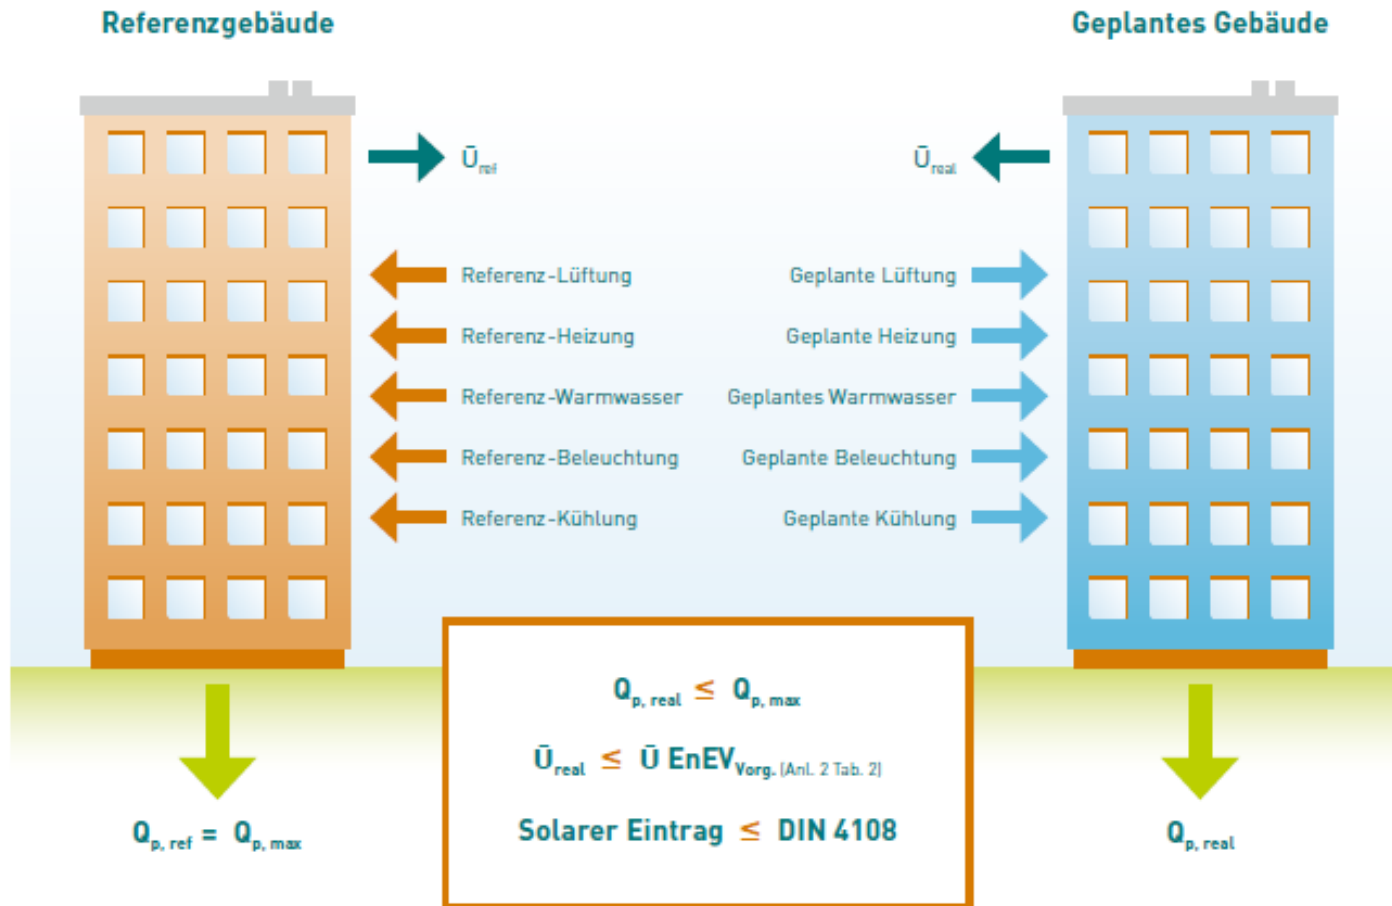 Referenzgebäude
Geplantes Gebäude
Ū ref
Ū real
Referenz-Lüftung
Geplante Lüftung
Referenz-Heizung
Geplante Heizung
Referenz-Warmwasser
Geplantes Warmwasser
Referenz-Beleuchtung
Geplante Beleuchtung
Referenz-Kühlung
Geplante Kühlung
Q p, real ≤ Q p, max
Ū real ≤ Ū EnEV Vorg. (Anl. 2 Tab. 2)
Solarer Eintrag ≤ DIN 4108
Q p, ref = Q p, max
Q p, real